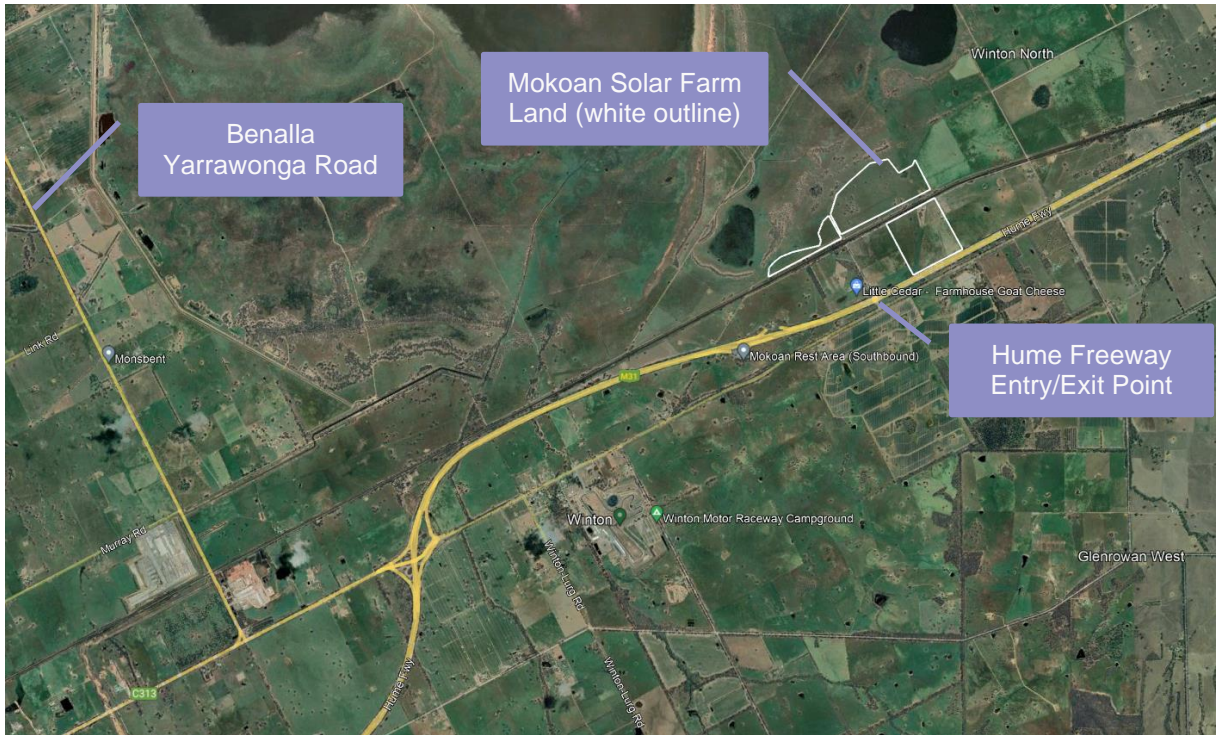 Winton North
Mokoan Solar Farm
Land (white outline)
Benalla
Yarrawonga Road
Hume Fwy
Little Cedar - Farmhouse Goat Cheese
Link Rd
Monsbent
Mokoan Rest Area (Southbound)
Hume Freeway
Entry/Exit Point
M31
Winton
Winton Motor Raceway Campground
Murray Rd
Winton-Lurg Rd
Glenrowan West
Winton-Lurg Rd
Hume Fwy
C313